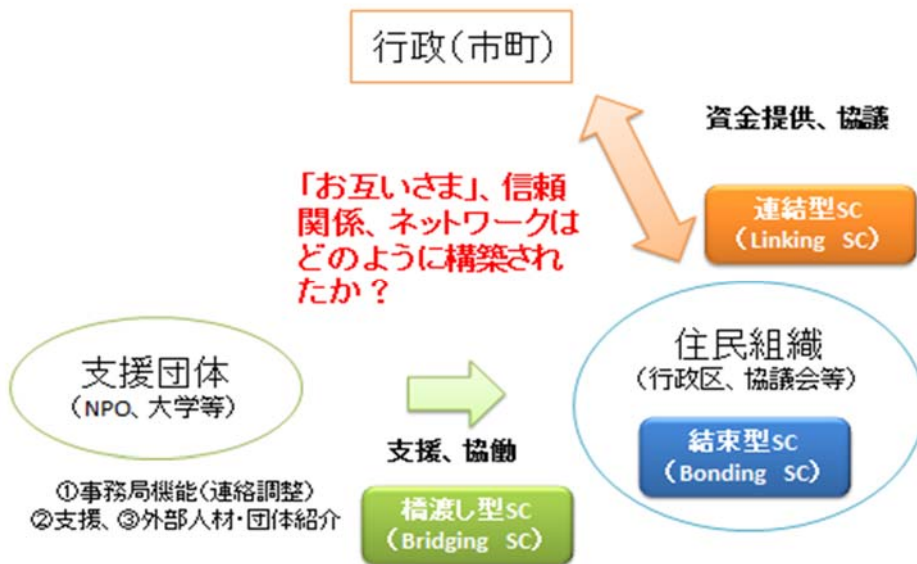 行政(市町)
資金提供、協議
「お互いさま」、信頼
関係、ネットワークは
どのように構築され
たか？
連結型SC
(Linking SC)
支援団体
(NPO、大学等)
住民組織
(行政区、協議会等)
支援、協働
結束型SC
(Bonding SC)
①事務局機能(連絡調整)
②支援、③外部人材・団体紹介
橋渡し型SC
(Bridging SC)